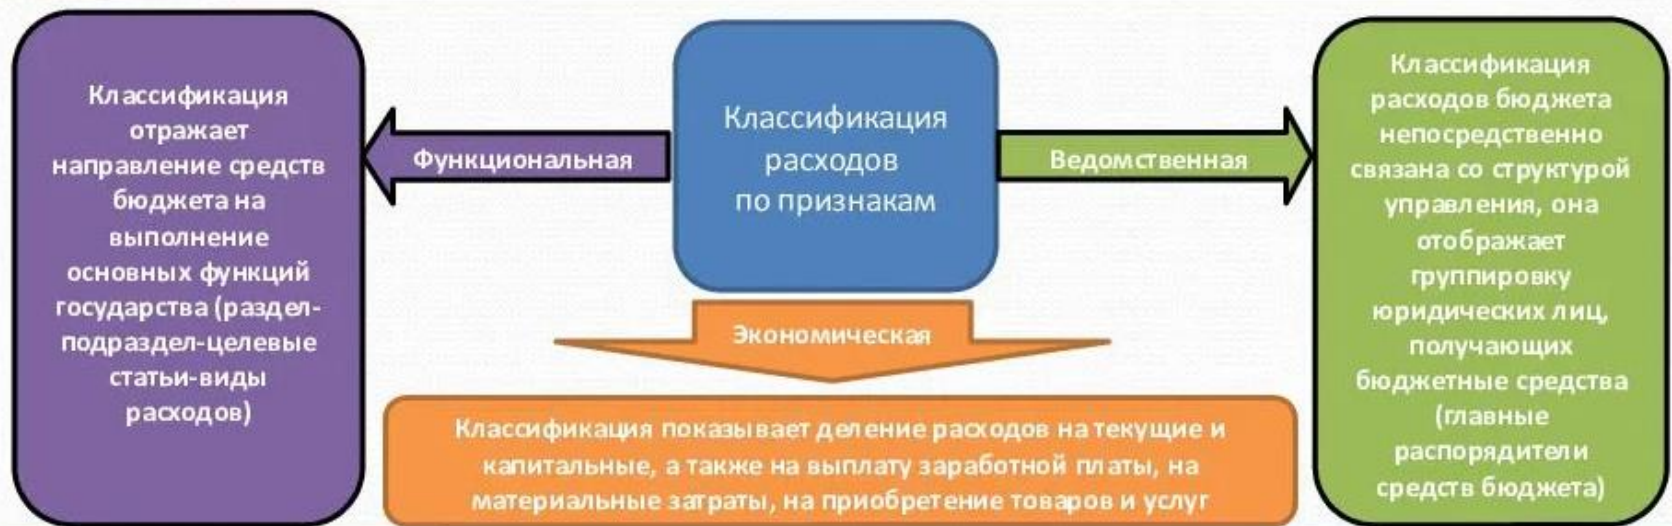 Классификация
отражает
направление средств
бюджета на
выполнение
основных функций
государства (раздел-
подраздел-целевые
статьи-виды
расходов)
Функциональная
Классификация
расходов
по признакам
Ведомственная
Классификация
расходов бюджета
непосредственно
связана со структурой
управления, она
отображает
группировку
юридических лиц,
получающих
бюджетные средства
(главные
распорядители
средств бюджета)
Экономическая
Классификация показывает деление расходов на текущие и
капитальные, а также на выплату заработной платы, на
материальные затраты, на приобретение товаров и услуг